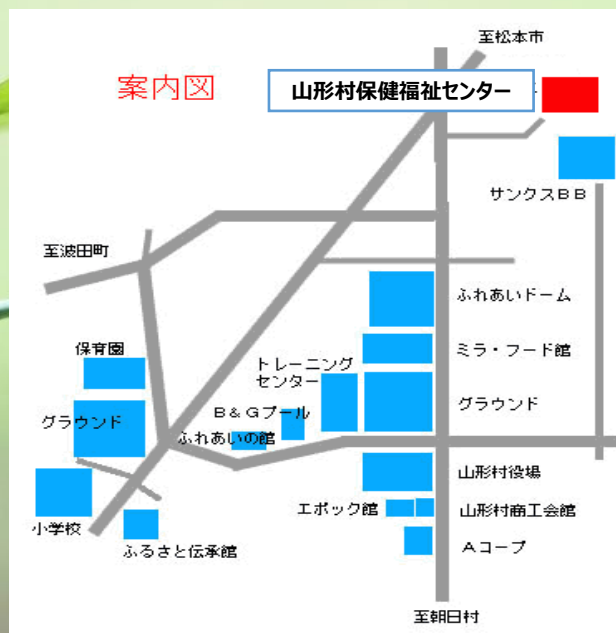 至松本市
案内図
山形村保健福祉センター
サンクスＢＢ
至波田町
ふれあいドーム
保育園
ミラ・フード館
トレーニング
センター
グラウンド
Ｂ＆Ｇプール
グラウンド
ふれあいの館
山形村役場
エポック館
山形村商工会館
小学校
ふるさと伝承館
Ａコープ
至朝日村